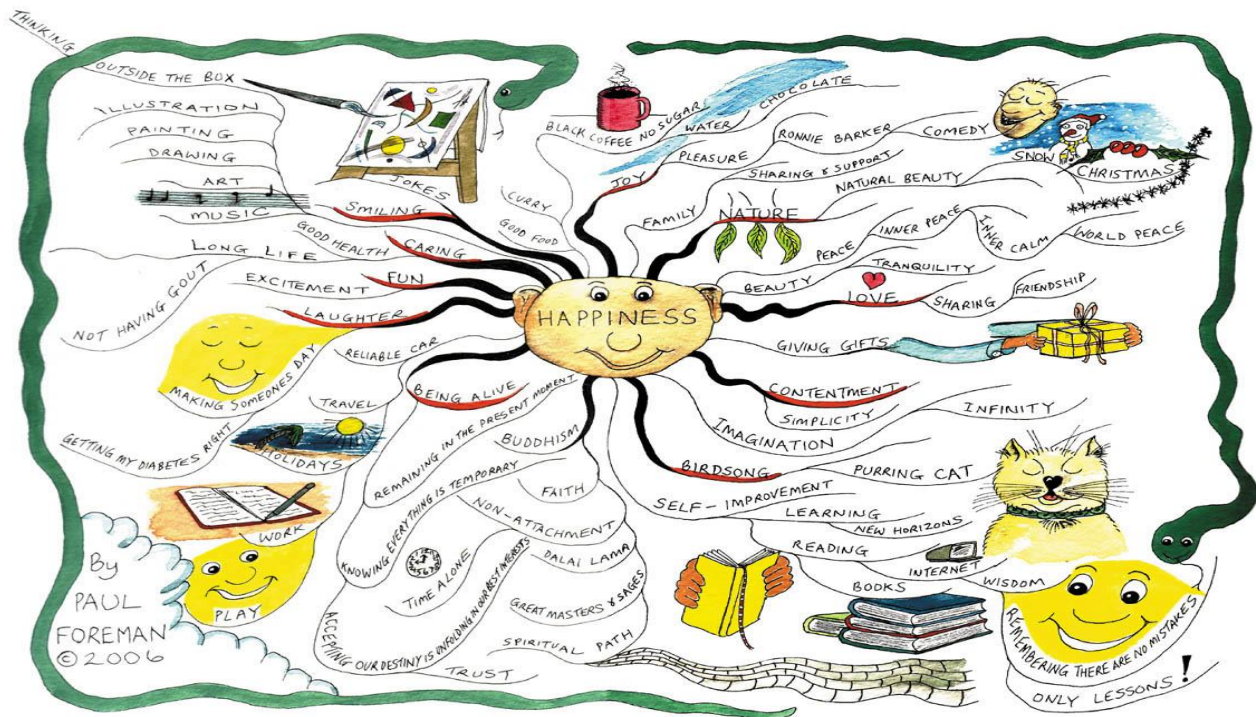 THINKING
OUTSIDE THE BOX
ILLUSTRATION
PAINTING
DRAWING
ART
MUSIC
JOKES
SMILING
GOOD HEALTH
CARING
LONG LIFE
NOT HAVING GOUT
EXCITEMENT
FUN
LAUGHTER
MAKING SOMEONES DAY
GETTING MY DIABETES RIGHT
RELIABLE CAR
BEING ALIVE
TRAVEL
HOLIDAYS
WORK
PLAY
By
PAUL
FOREMAN
© 2006
HAPPINESS
CURRY
GOOD FOOD
BLACK COFFEE NO SUGAR
WATER
CHOCOLATE
JOY
PLEASURE
RONNIE BARKER
COMEDY
FAMILY
SHARING & SUPPORT
NATURE
NATURAL BEAUTY
SNOW
CHRISTMAS
BEAUTY
PEACE
INNER PEACE
INNER CALM
WORLD PEACE
TRANQUILITY
LOVE
SHARING
FRIENDSHIP
GIVING GIFTS
CONTENTMENT
SIMPLICITY
IMAGINATION
INFINITY
BIRDSONG
PURRING CAT
SELF-IMPROVEMENT
LEARNING
NEW HORIZONS
READING
INTERNET
BOOKS
WISDOM
REMEMBERING THERE ARE NO MISTAKES
ONLY LESSONS!
REMAINING IN THE PRESENT MOMENT
KNOWING EVERYTHING IS TEMPORARY
BUDDHISM
FAITH
NON-ATTACHMENT
TIME ALONE
DALAI LAMA
GREAT MASTERS & SAGES
SPIRITUAL PATH
ACCEPTING OUR DESTINY IS UNFOLDING IN OUR BEST INTERESTS
TRUST